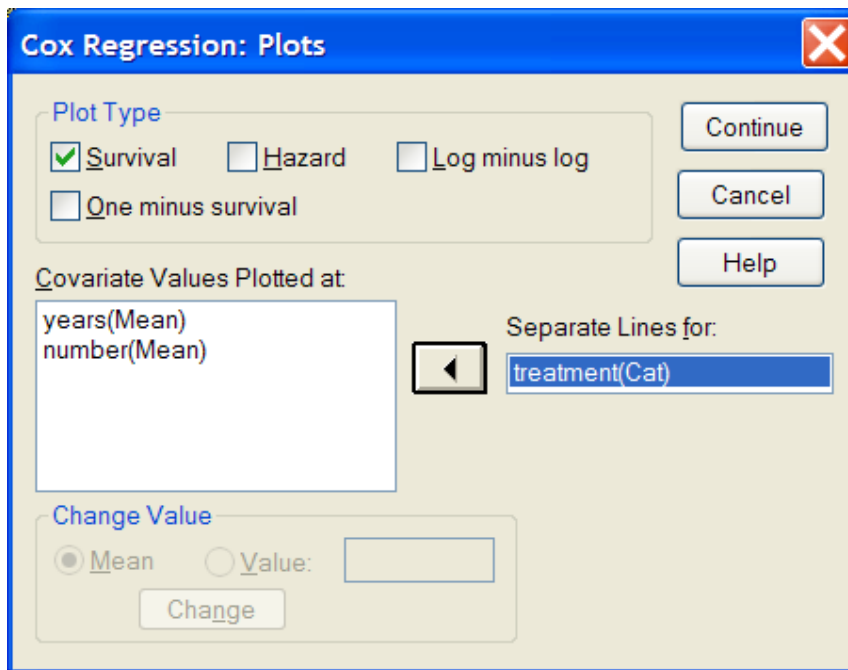 Cox Regression: Plots
Plot Type
Survival
Hazard
Log minus log
One minus survival
Continue
Cancel
Help
Covariate Values Plotted at:
years(Mean)
number(Mean)
Separate Lines for:
treatment(Cat)
Change Value
Mean
Value:
Change